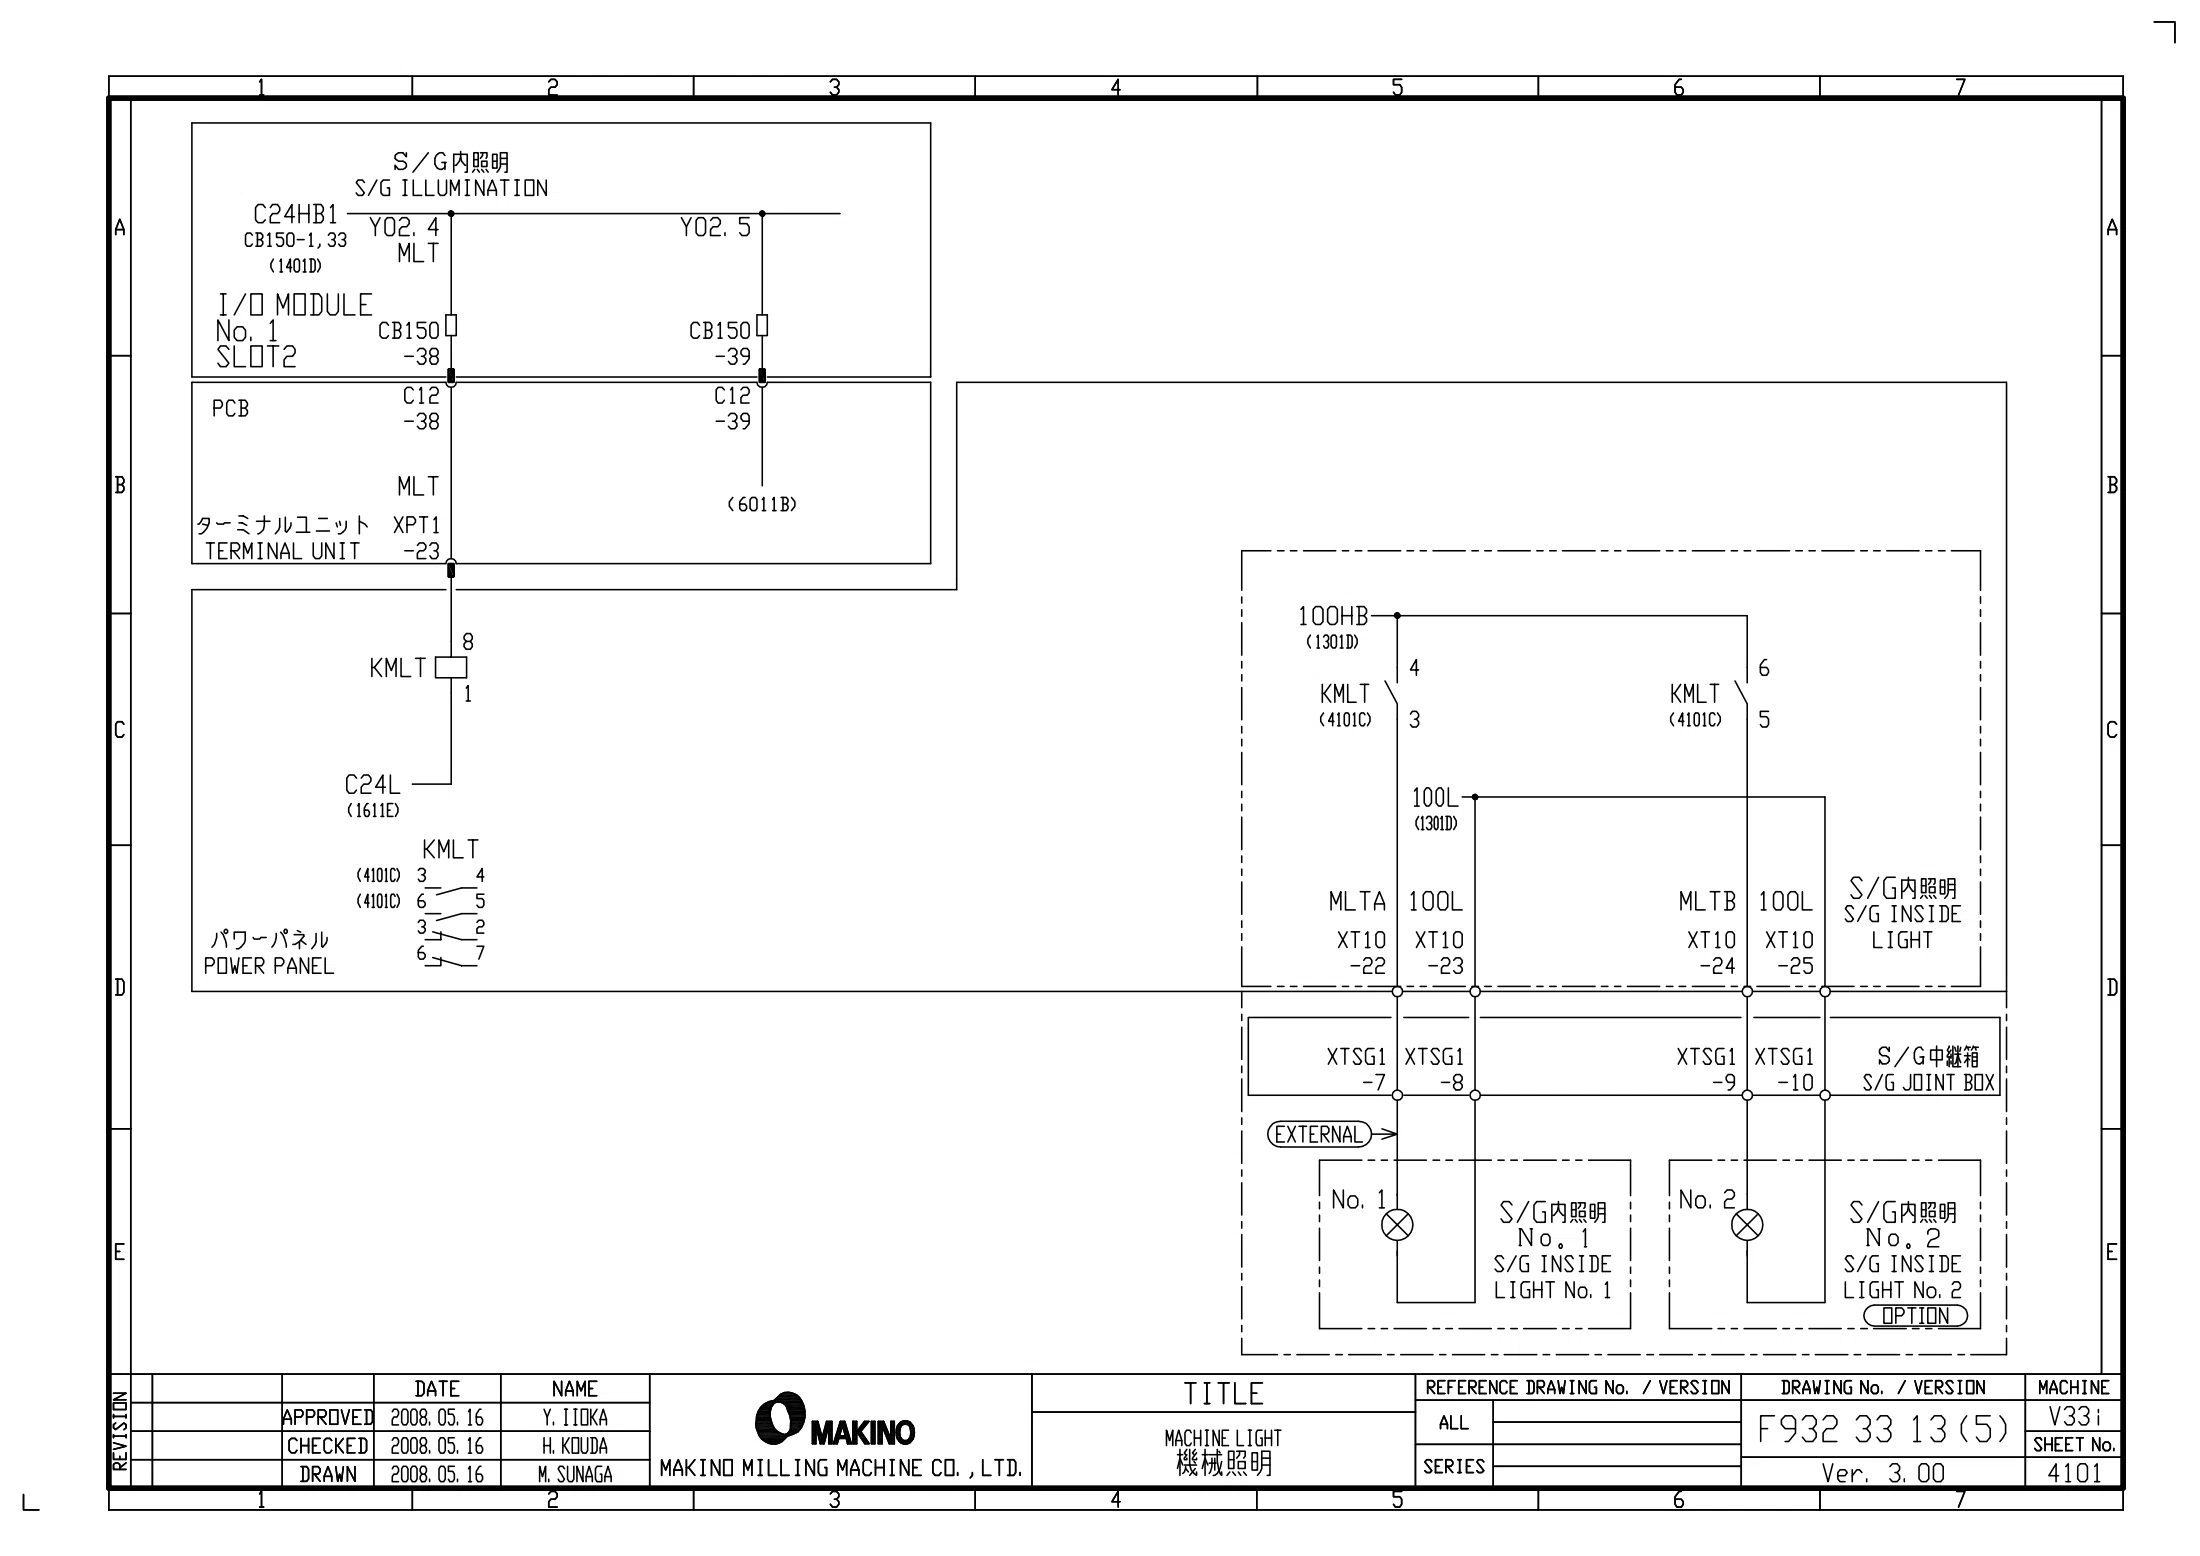 1 2 3 4 5 6 7
A A
B B
C C
D D
E E
S/G内照明
S/G ILLUMINATION
C24HB1
CB150-1,33
(1401D)
Y02.4
MLT
Y02.5
I/O MODULE
No. 1
SLOT2
CB150
-38
CB150
-39
PCB
C12
-38
C12
-39
MLT
(6011B)
ターミナルユニット
TERMINAL UNIT
XPT1
-23
8
KMLT
1
C24L
(1611E)
KMLT
(4101C) 3 4
(4101C) 6 5
3 2
6 7
パワーパネル
POWER PANEL
100HB
(1301D)
4
KMLT
(4101C)
3
6
KMLT
(4101C)
5
100L
(1301D)
MLTA 100L
XT10 XT10
-22 -23
MLTB 100L
XT10 XT10
-24 -25
S/G内照明
S/G INSIDE
LIGHT
XTSG1 XTSG1
-7 -8
XTSG1 XTSG1
-9 -10
S/G中継箱
S/G JOINT BOX
EXTERNAL
No. 1
S/G内照明
No. 1
S/G INSIDE
LIGHT No. 1
No. 2
S/G内照明
No. 2
S/G INSIDE
LIGHT No. 2
OPTION
REVISION
DATE NAME
APPROVED 2008.05.16 Y. IIOKA
CHECKED 2008.05.16 H. KOUDA
DRAWN 2008.05.16 M. SUNAGA
MAKINO
MAKINO MILLING MACHINE CO.,LTD.
TITLE
MACHINE LIGHT
機械照明
REFERENCE DRAWING No. / VERSION
ALL
SERIES
DRAWING No. / VERSION
F932 33 13(5)
Ver. 3.00
MACHINE
V33i
SHEET No.
4101
1 2 3 4 5 6 7